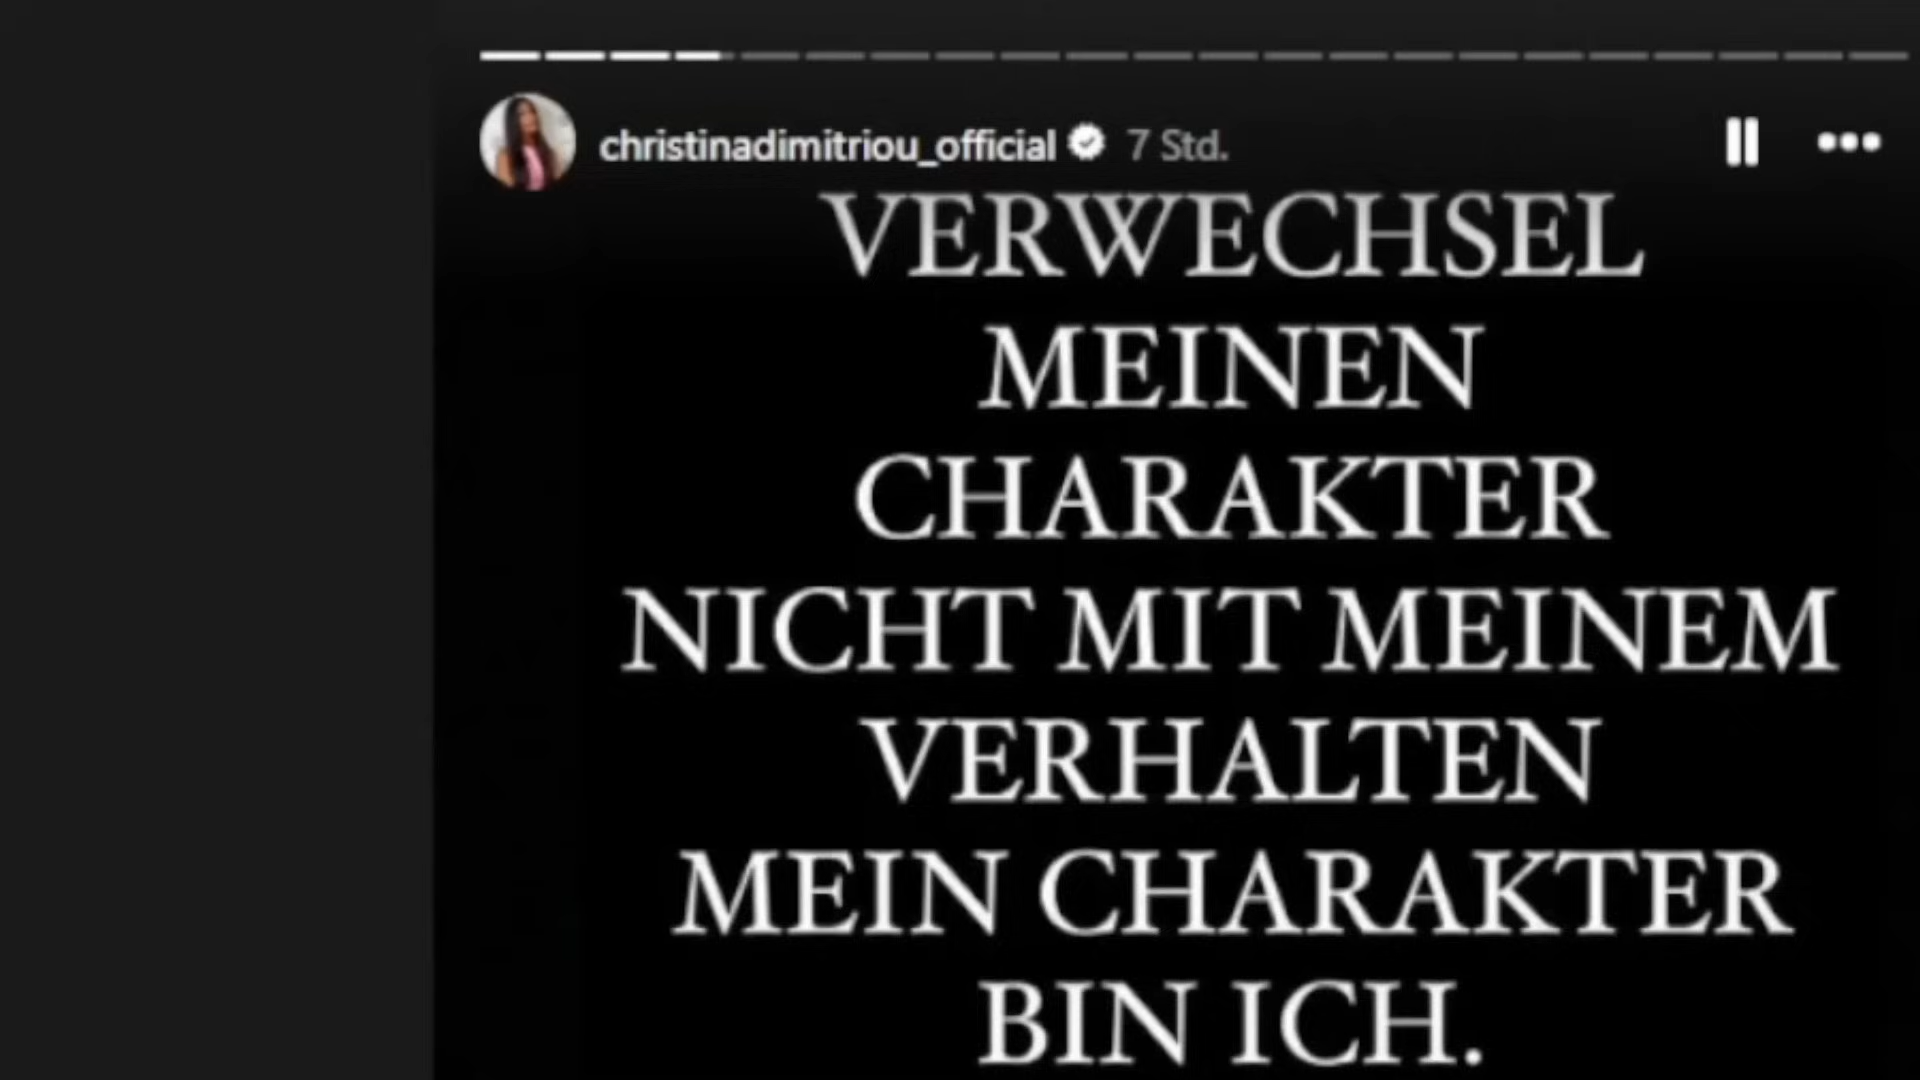 christinadimitriou_official 7 Std.
VERWECHSEL
MEINEN
CHARAKTER
NICHT MIT MEINEM
VERHALTEN
MEIN CHARAKTER
BIN ICH.